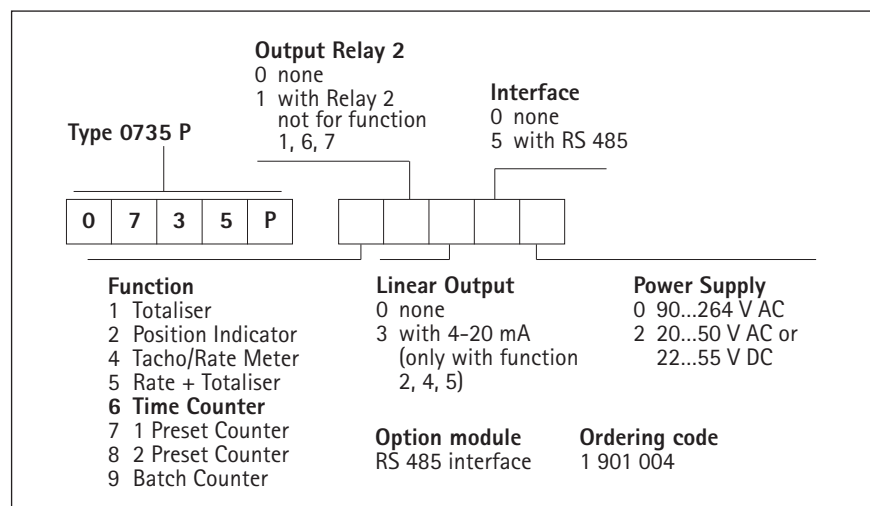 Output Relay 2
0 none
1 with Relay 2
not for function
1, 6, 7
Interface
0 none
5 with RS 485
Type 0735 P
0 7 3 5 P
Function
1 Totaliser
2 Position Indicator
4 Tacho/Rate Meter
5 Rate + Totaliser
6 Time Counter
7 1 Preset Counter
8 2 Preset Counter
9 Batch Counter
Linear Output
0 none
3 with 4-20 mA
(only with function
2, 4, 5)
Power Supply
0 90...264 V AC
2 20...50 V AC or
22...55 V DC
Option module
RS 485 interface
Ordering code
1 901 004